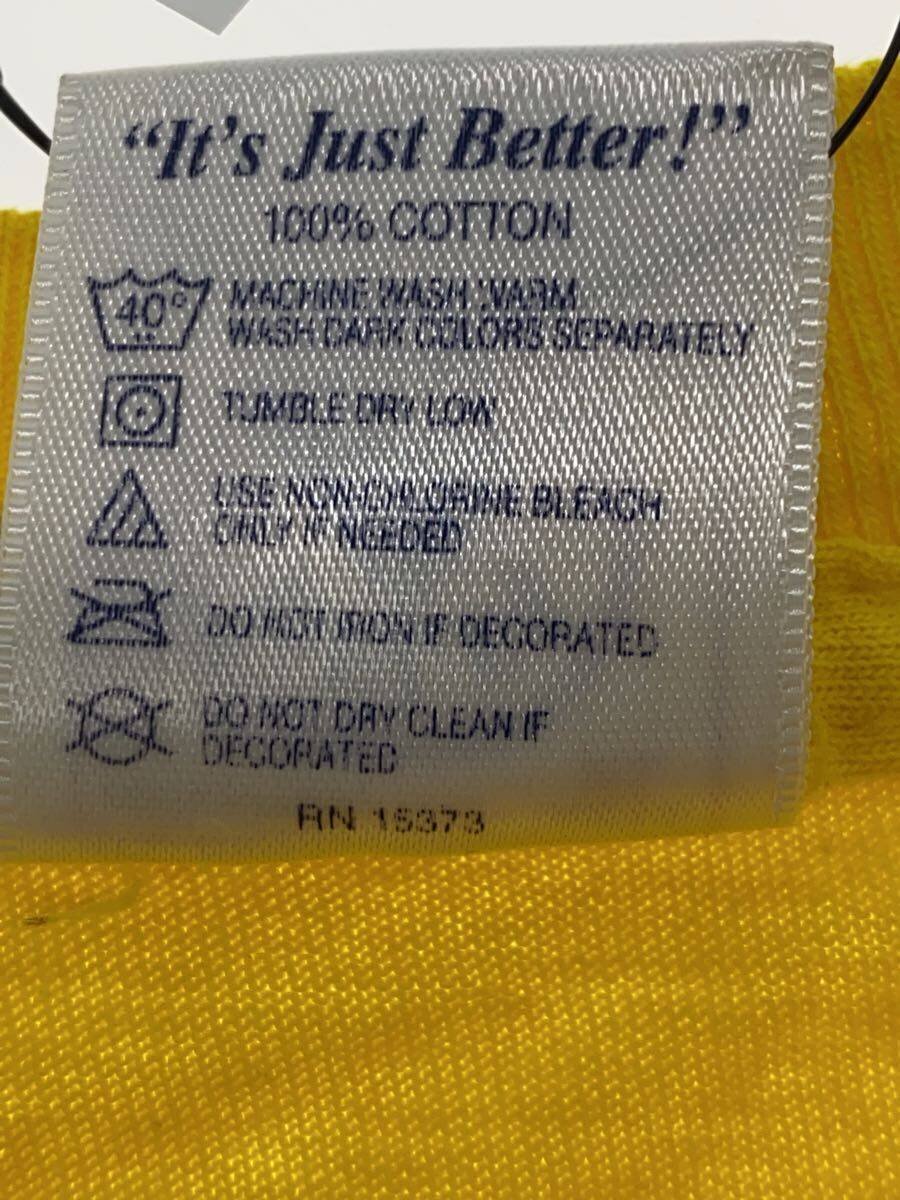 “It's Just Better!”
100% COTTON
40°
MACHINE WASH WARM
WASH DARK COLORS SEPARATELY
TUMBLE DRY LOW
USE NON-CHLORINE BLEACH
ONLY IF NEEDED
DO NOT IRON IF DECORATED
DO NOT DRY CLEAN IF
DECORATED
RN 15373